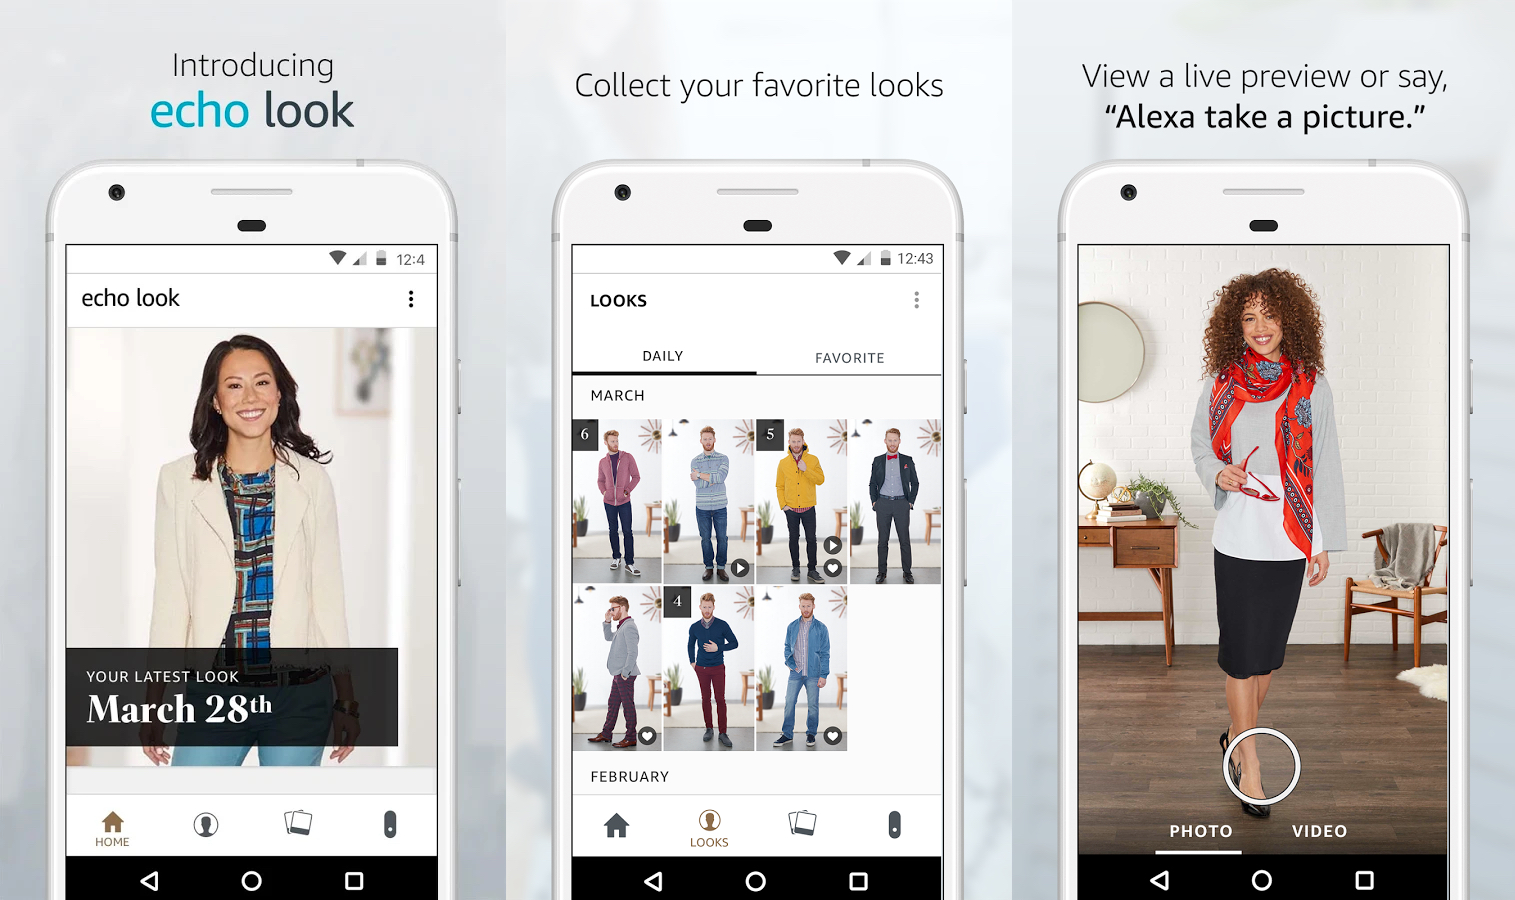 Introducing
echo look
12:4
echo look
YOUR LATEST LOOK
March 28th
HOME
Collect your favorite looks
12:43
LOOKS
DAILY FAVORITE
MARCH
6 5
4
FEBRUARY
LOOKS
View a live preview or say,
“Alexa take a picture.”
PHOTO VIDEO